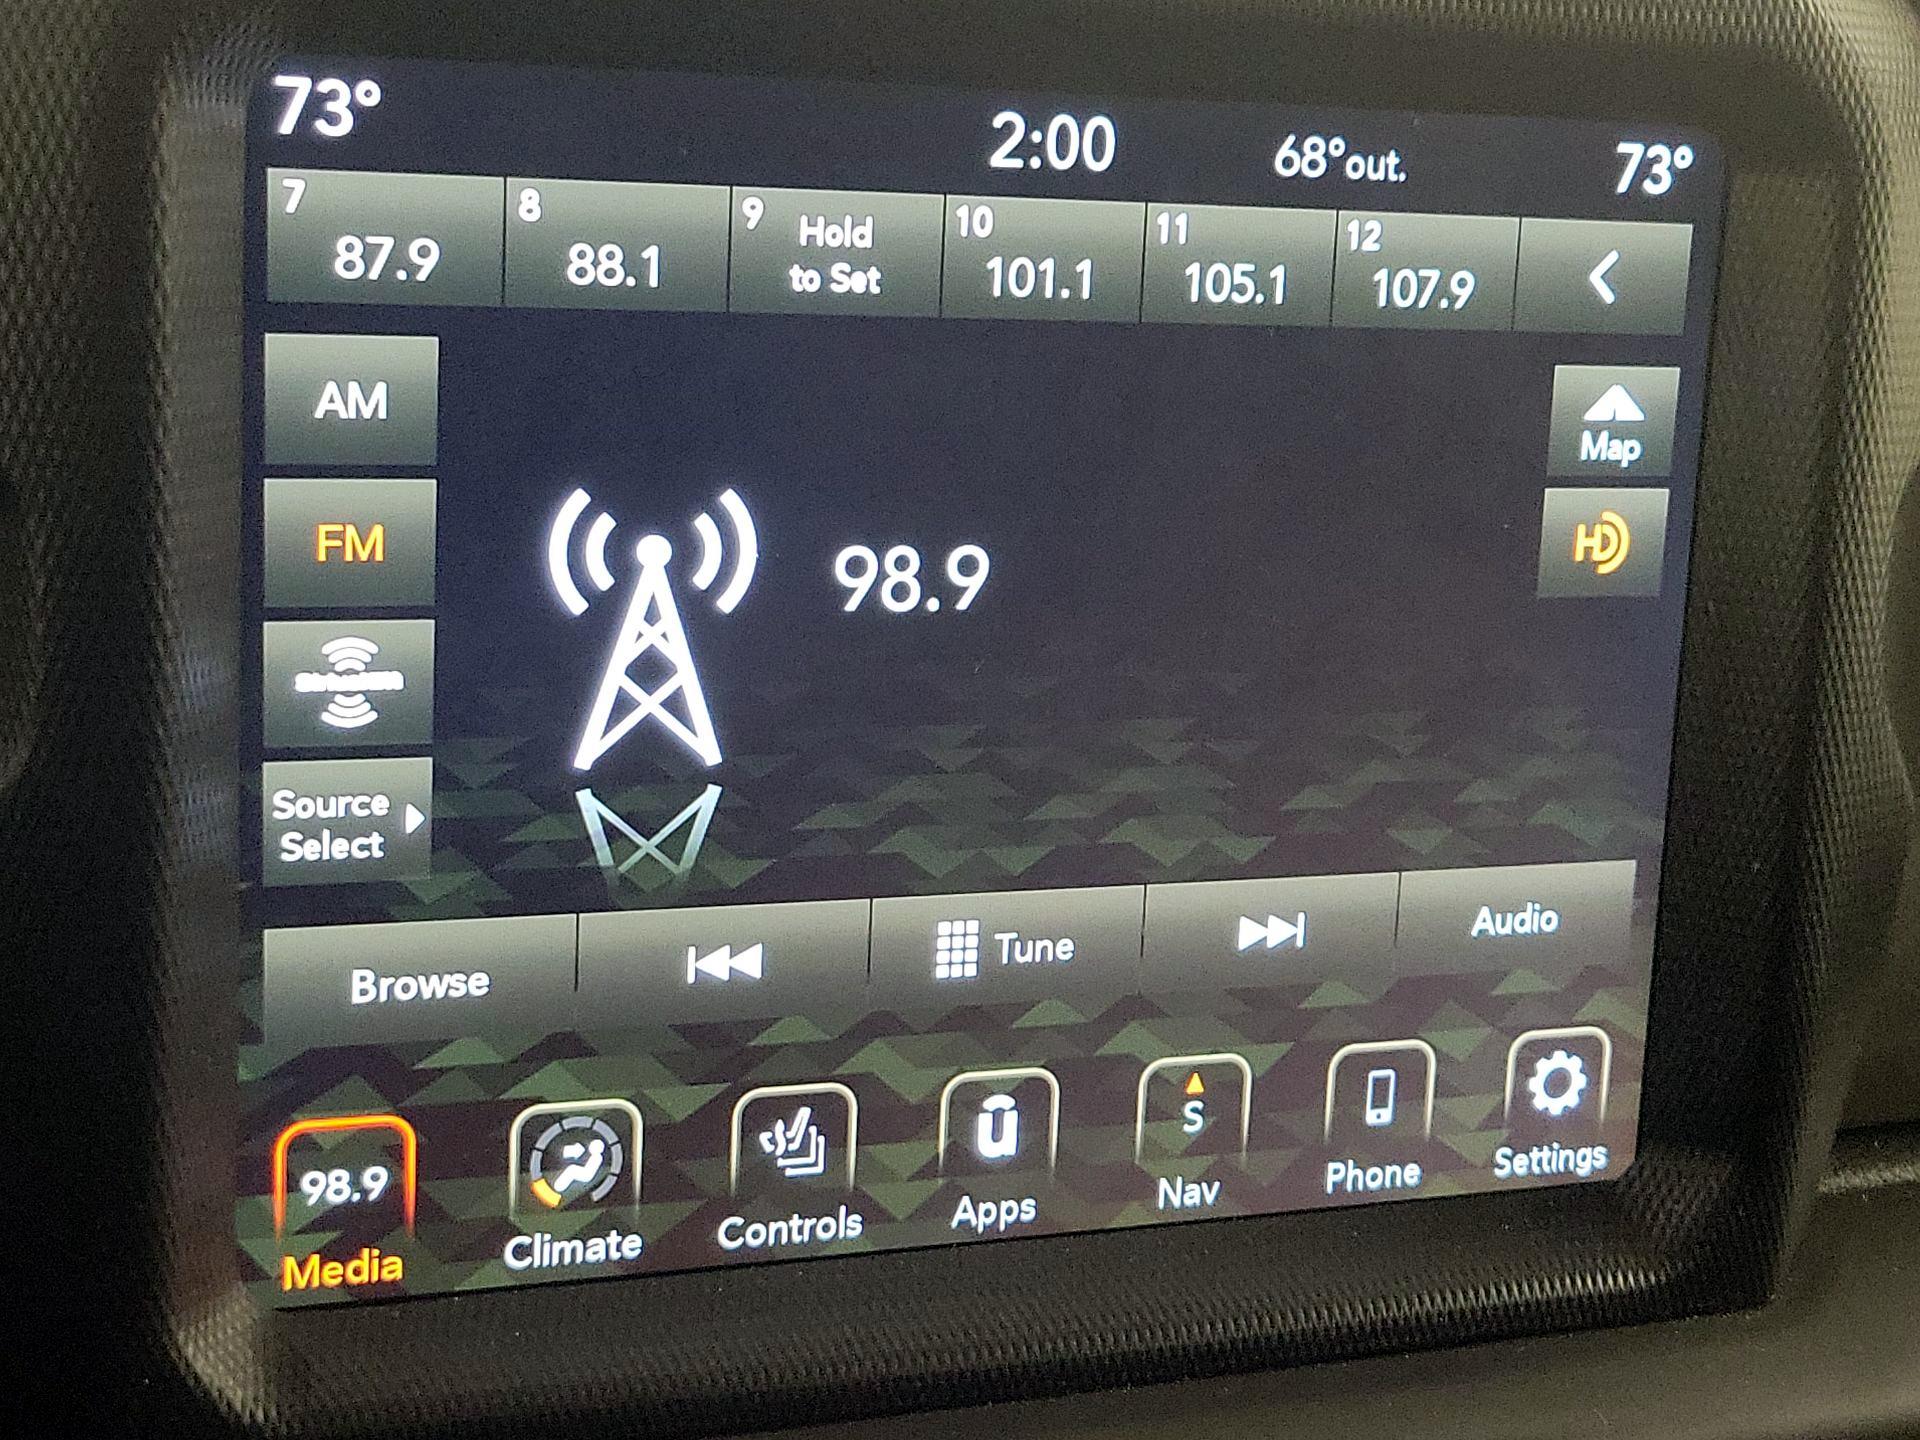 73° 2:00 68°out. 73°
7 8 9 Hold 10 11 12
87.9 88.1 to Set 101.1 105.1 107.9
AM
Map
FM
98.9
HD
SiriusXM
Source
Select
Browse Tune Audio
98.9 S
Media Climate Controls Apps Nav Phone Settings